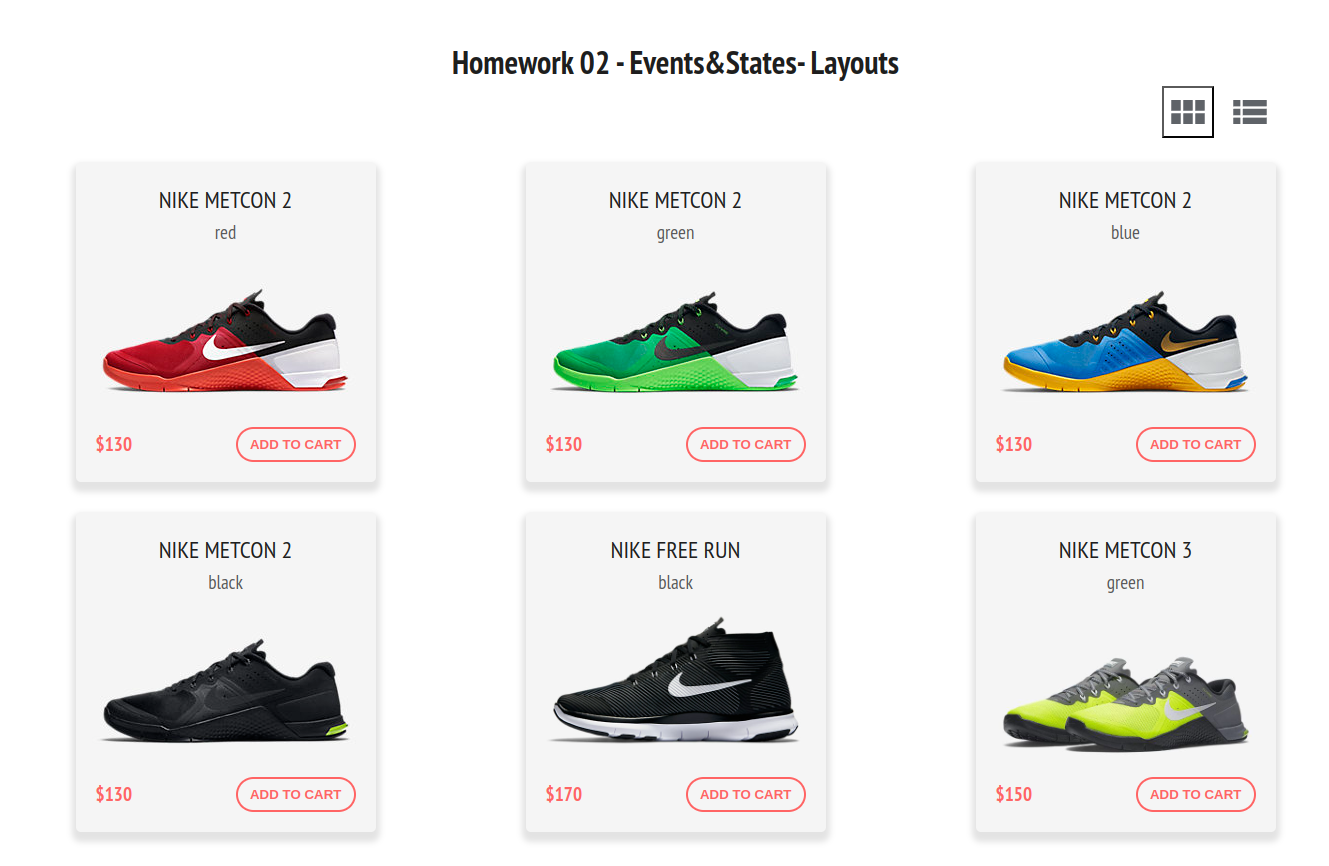 Homework 02 - Events&States- Layouts
NIKE METCON 2
red
$130
ADD TO CART
NIKE METCON 2
green
$130
ADD TO CART
NIKE METCON 2
blue
$130
ADD TO CART
NIKE METCON 2
black
$130
ADD TO CART
NIKE FREE RUN
black
$170
ADD TO CART
NIKE METCON 3
green
$150
ADD TO CART